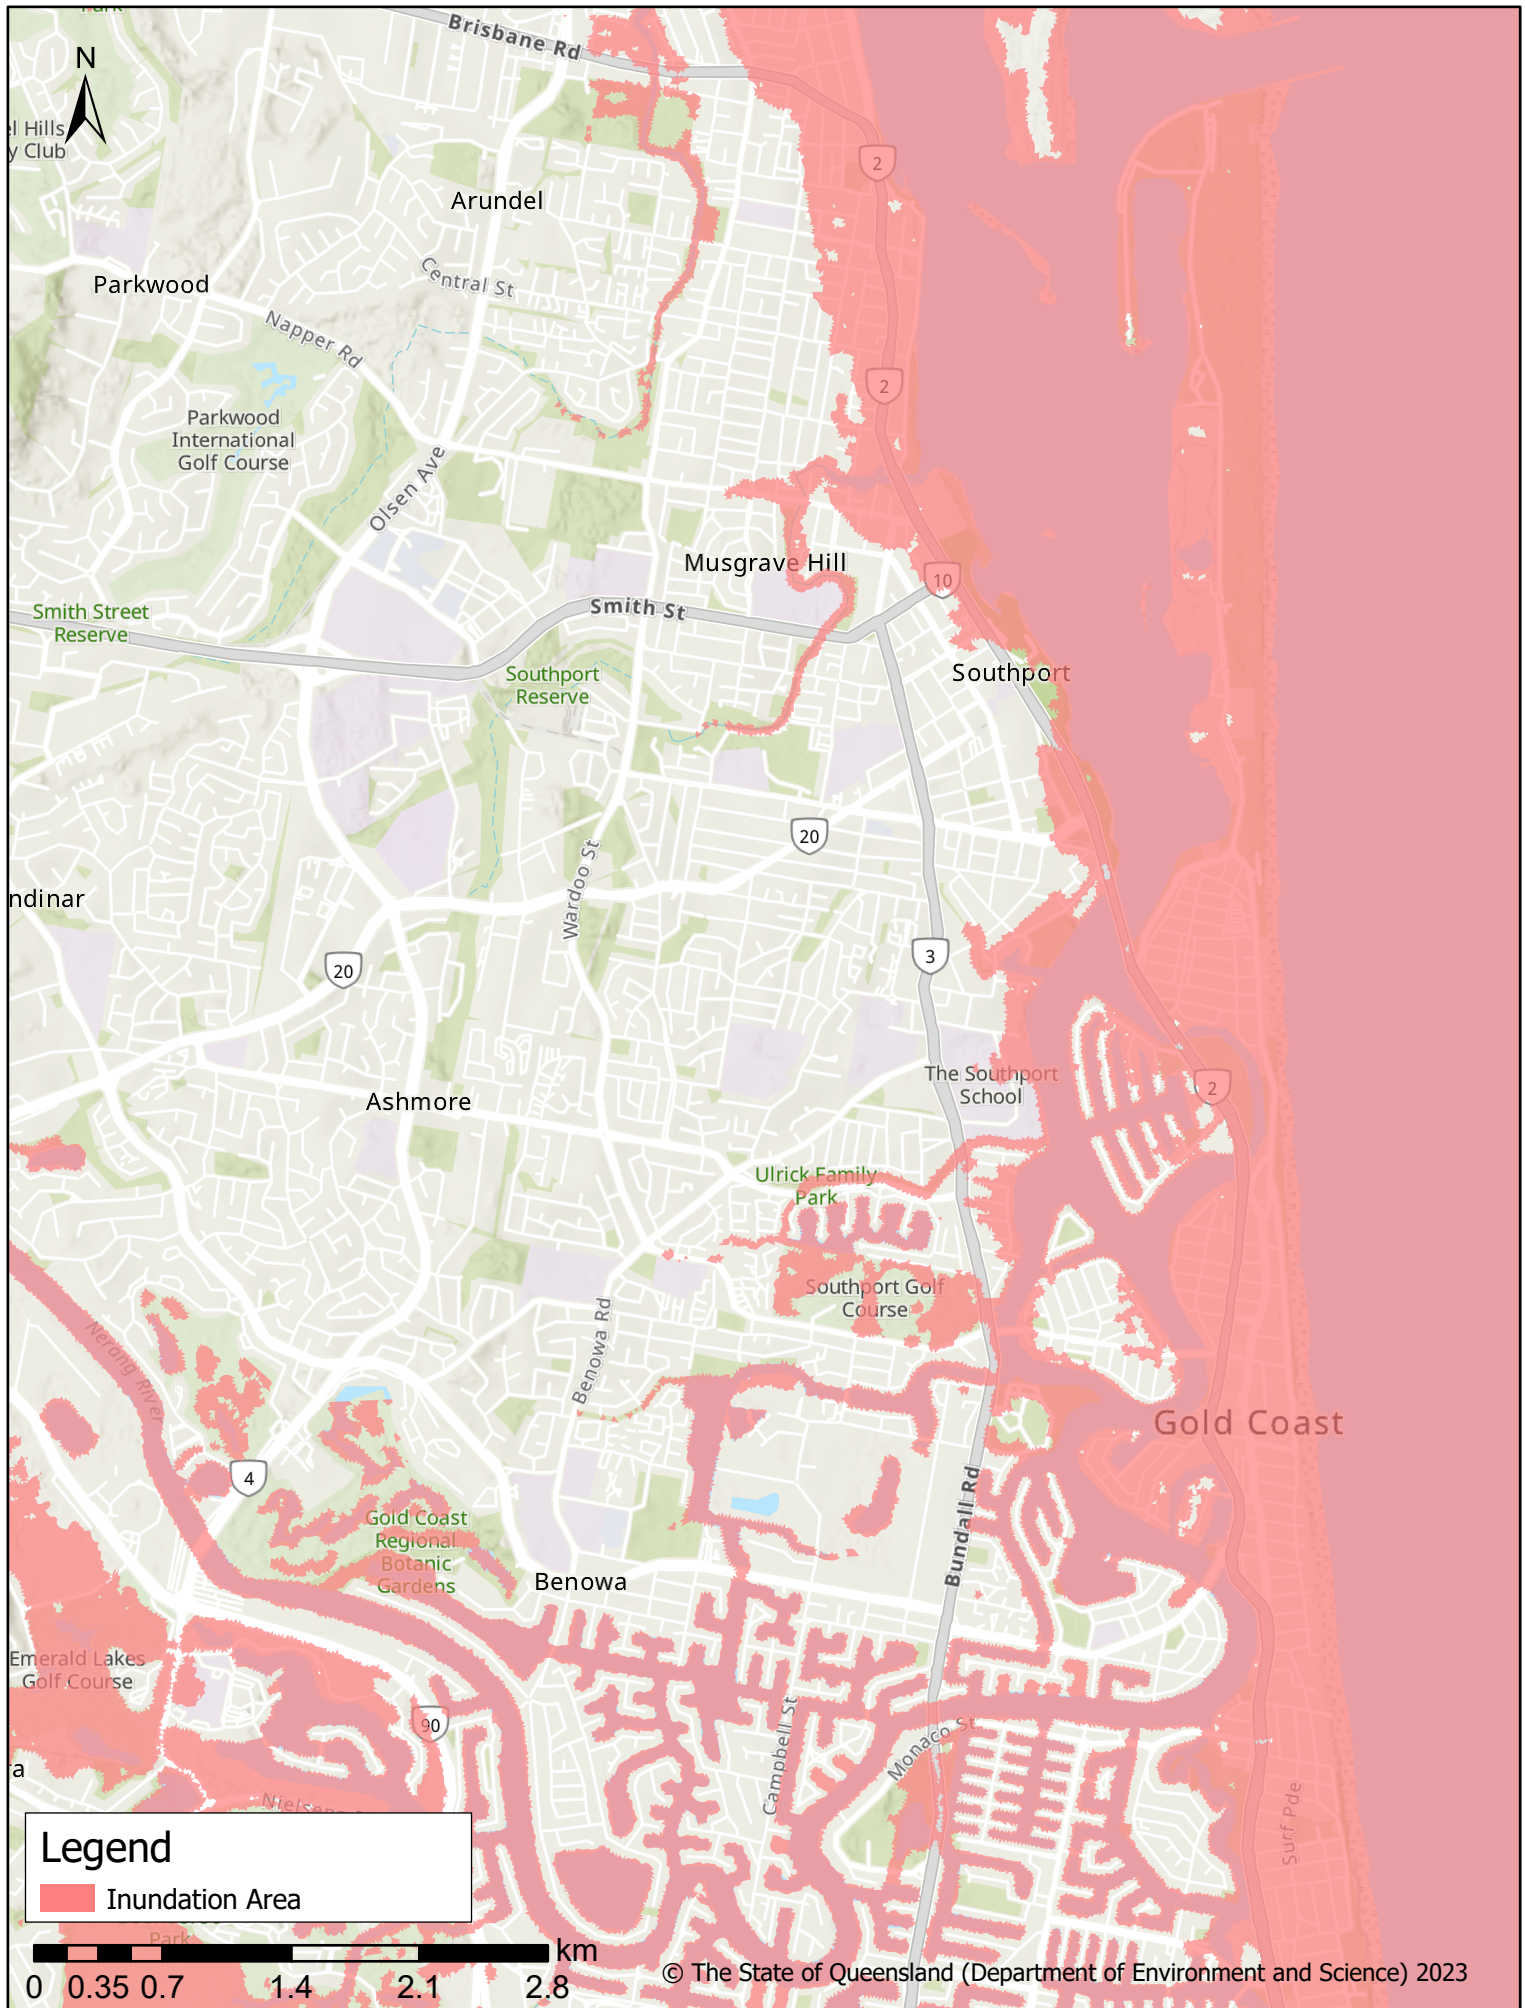 Park
Brisbane Rd
N
el Hills
y Club
2
Arundel
Parkwood
Central St
Napper Rd
2
Parkwood
International
Golf Course
Olsen Ave
Musgrave Hill
10
Smith St
Smith Street
Reserve
Southport
Southport
Reserve
20
Wardoo St
ndinar
3
20
The Southport
School
2
Ashmore
Ulrick Family
Park
Southport Golf
Course
Nerang River
Benowa Rd
Gold Coast
4
Bundall Rd
Gold Coast
Regional
Botanic
Gardens
Benowa
Emerald Lakes
Golf Course
90
Campbell St
Monaco St
ra
Nielsens
Surf Pde
Legend
Inundation Area
Park
km
0 0.35 0.7 1.4 2.1 2.8
© The State of Queensland (Department of Environment and Science) 2023